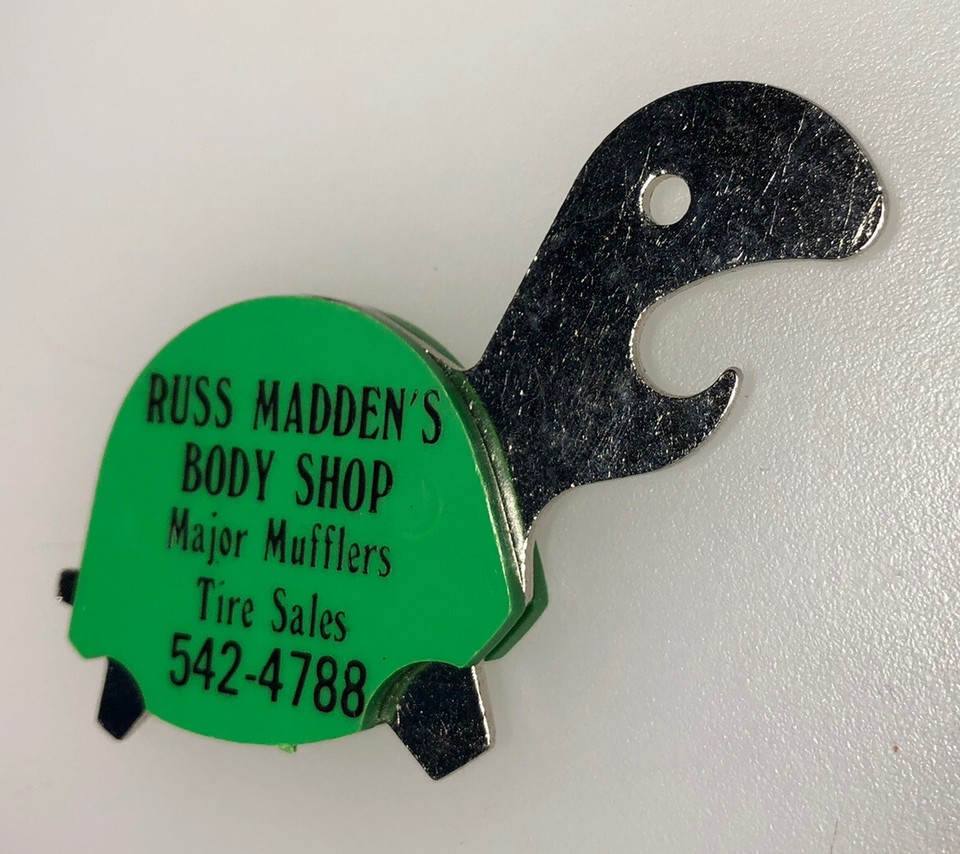 RUSS MADDEN'S
BODY SHOP
Major Mufflers
Tire Sales
542-4788